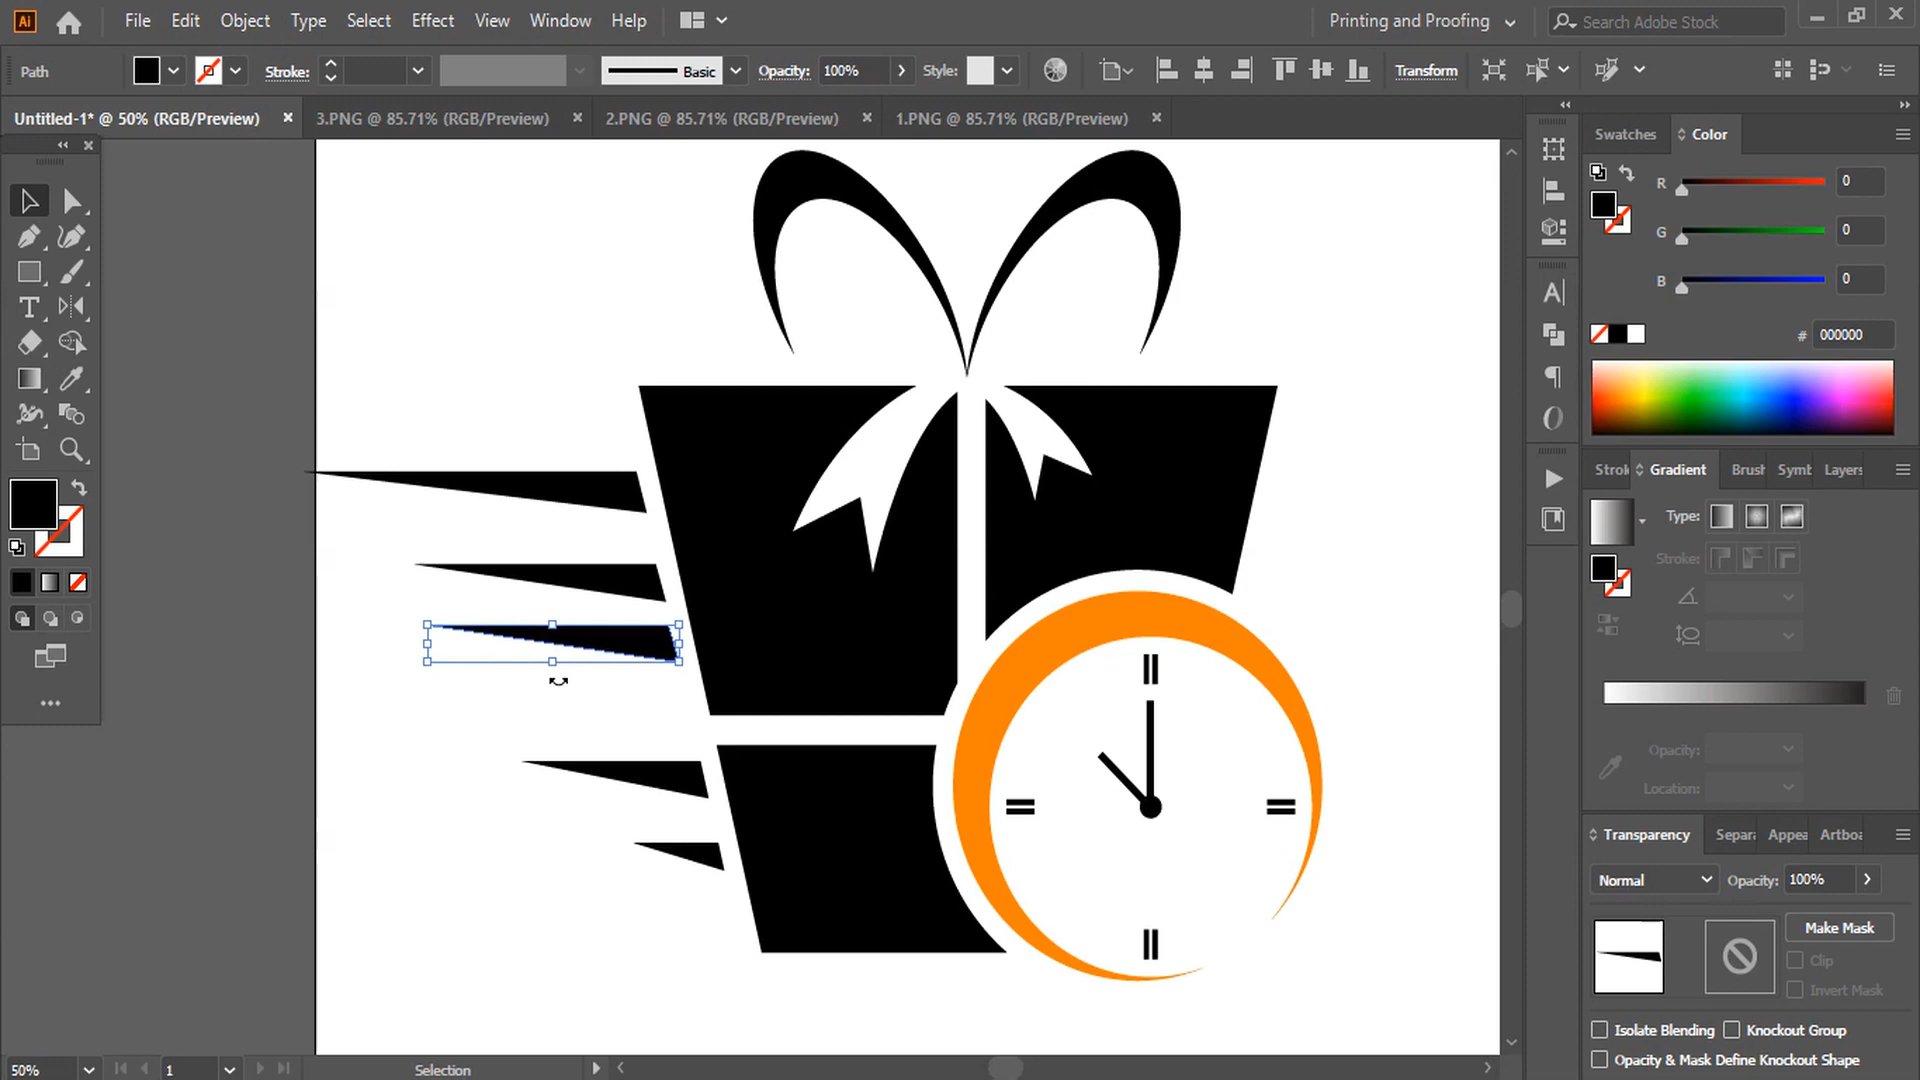 Ai File Edit Object Type Select Effect View Window Help Printing and Proofing Search Adobe Stock
Path Stroke: Basic Opacity: 100% Style: Transform
Untitled-1* @ 50% (RGB/Preview) 3.PNG @ 85.71% (RGB/Preview) 2.PNG @ 85.71% (RGB/Preview) 1.PNG @ 85.71% (RGB/Preview)
Swatches Color
R 0
G 0
B 0
# 000000
Strok Gradient Brush Symb Layers
Type:
Stroke:
Opacity:
Location:
Transparency Separ Appea Artboa
Normal Opacity: 100%
Make Mask
Clip
Invert Mask
Isolate Blending Knockout Group
Opacity & Mask Define Knockout Shape
50% 1 Selection